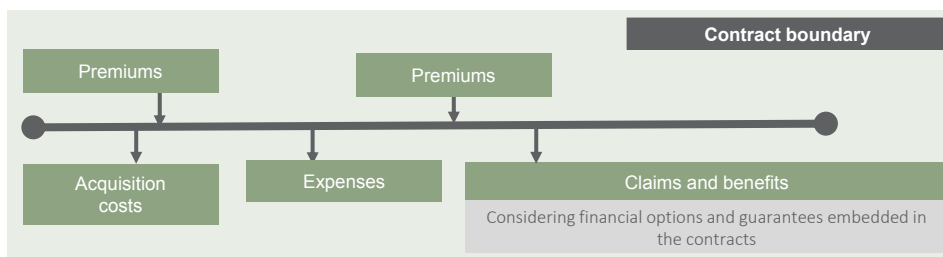 Contract boundary
Premiums
Premiums
Acquisition
costs
Expenses
Claims and benefits
Considering financial options and guarantees embedded in
the contracts